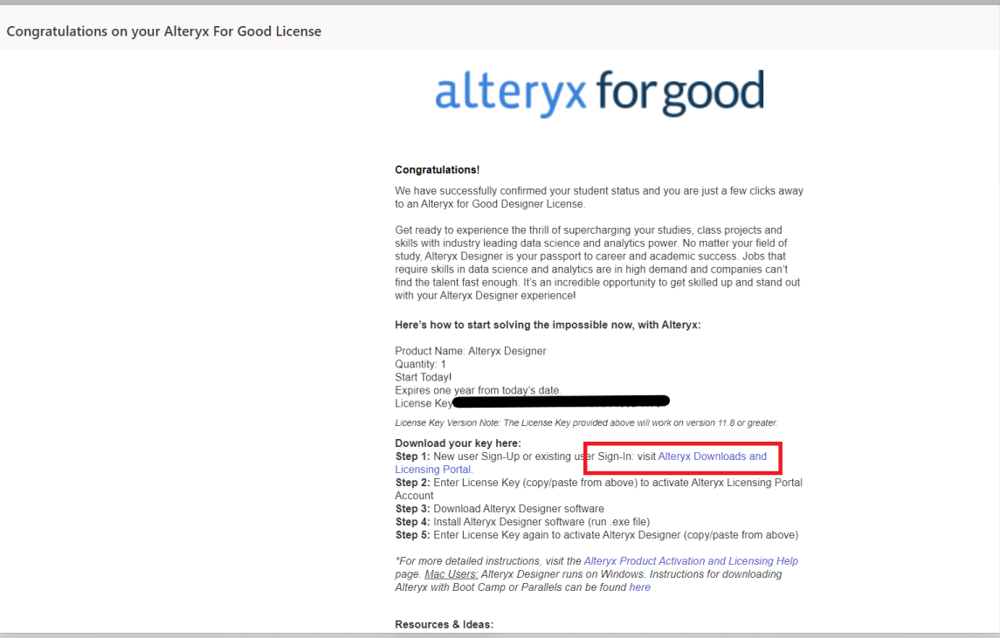 Congratulations on your Alteryx For Good License
alteryx for good
Congratulations!
We have successfully confirmed your student status and you are just a few clicks away
to an Alteryx for Good Designer License.
Get ready to experience the thrill of supercharging your studies, class projects and
skills with industry leading data science and analytics power. No matter your field of
study, Alteryx Designer is your passport to career and academic success. Jobs that
require skills in data science and analytics are in high demand and companies can't
find the talent fast enough. It's an incredible opportunity to get skilled up and stand out
with your Alteryx Designer experience!
Here's how to start solving the impossible now, with Alteryx:
Product Name: Alteryx Designer
Quantity: 1
Start Today!
Expires one year from today's date.
License Key
License Key Version Note: The License Key provided above will work on version 11.8 or greater.
Download your key here:
Step 1: New user Sign-Up or existing user Sign-In: visit Alteryx Downloads and
Licensing Portal.
Step 2: Enter License Key (copy/paste from above) to activate Alteryx Licensing Portal
Account
Step 3: Download Alteryx Designer software
Step 4: Install Alteryx Designer software (run .exe file)
Step 5: Enter License Key again to activate Alteryx Designer (copy/paste from above)
*For more detailed instructions, visit the Alteryx Product Activation and Licensing Help
page. Mac Users: Alteryx Designer runs on Windows. Instructions for downloading
Alteryx with Boot Camp or Parallels can be found here
Resources & Ideas: